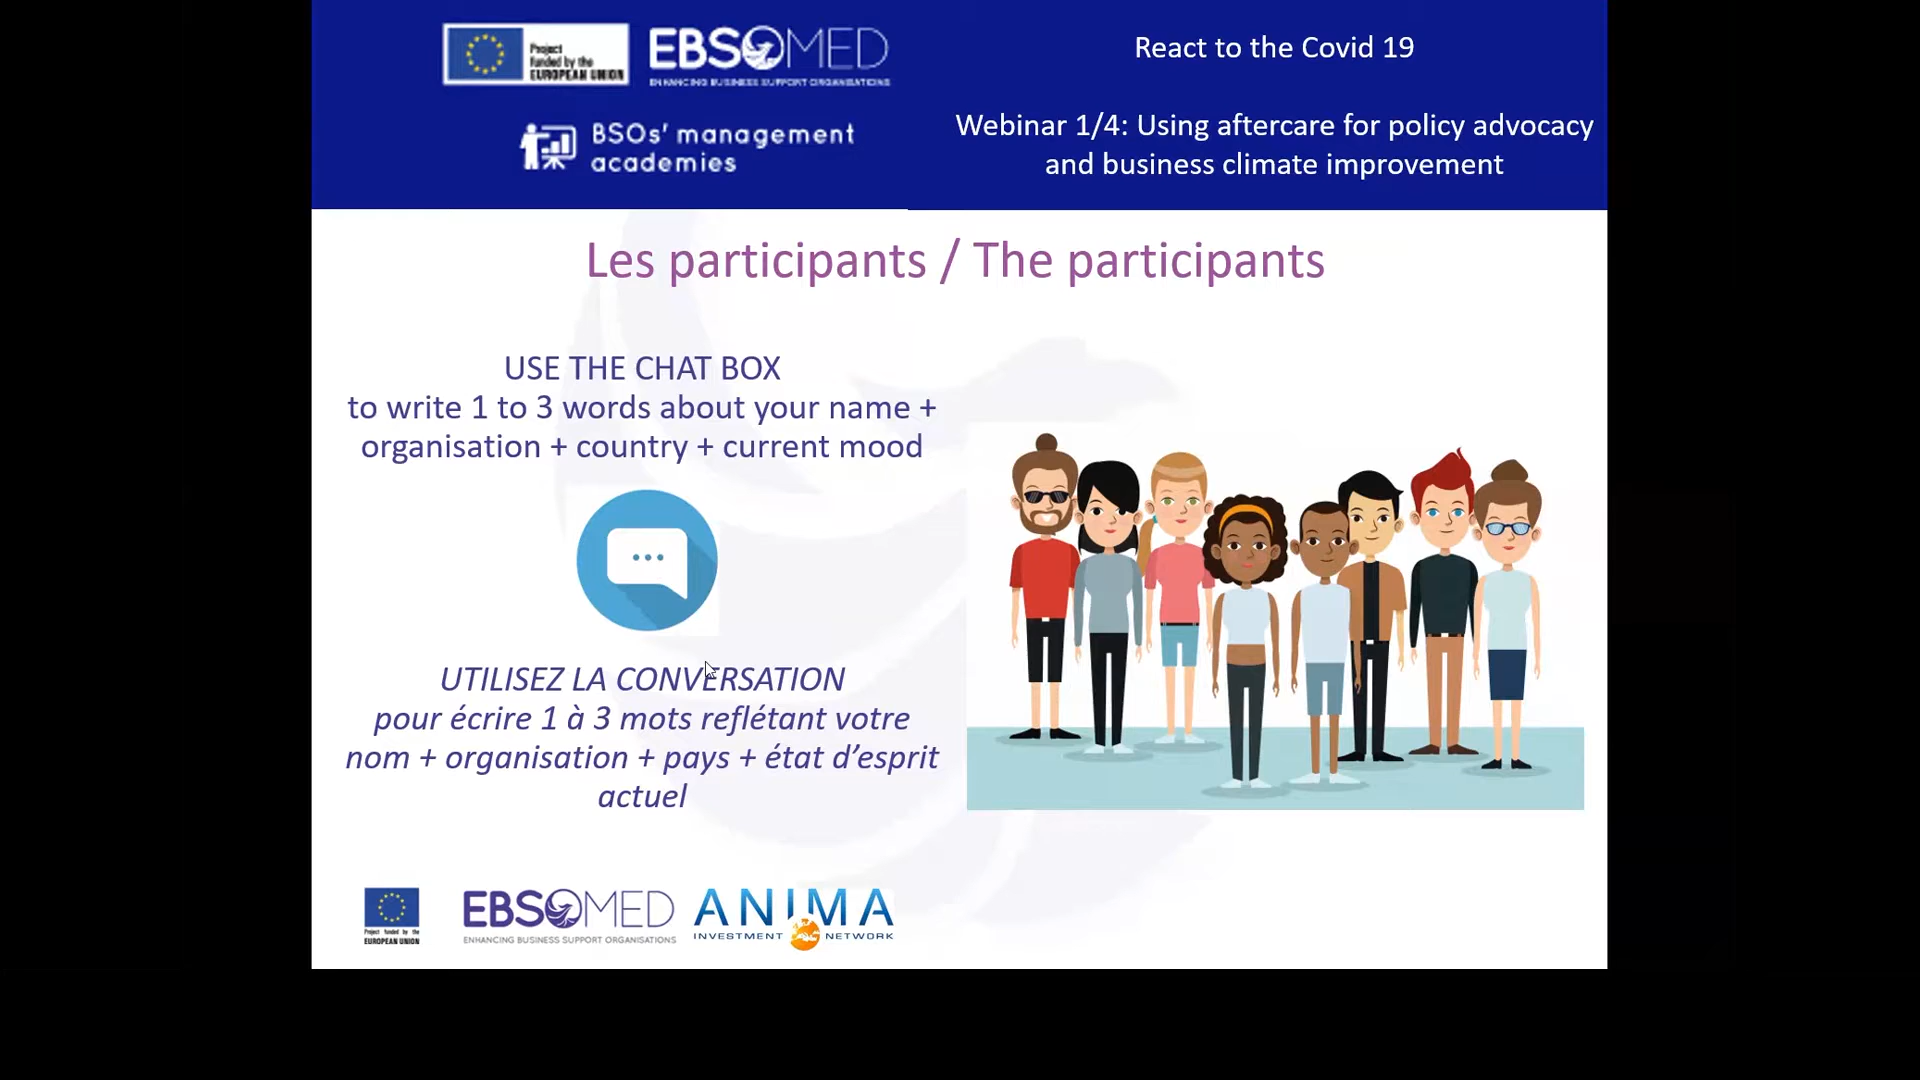 Project
funded by the
EUROPEAN UNION
EBSOMED
ENHANCING BUSINESS SUPPORT ORGANISATIONS
BSOs' management
academies
React to the Covid 19
Webinar 1/4: Using aftercare for policy advocacy
and business climate improvement
Les participants / The participants
USE THE CHAT BOX
to write 1 to 3 words about your name +
organisation + country + current mood
UTILISEZ LA CONVERSATION
pour écrire 1 à 3 mots reflétant votre
nom + organisation + pays + état d’esprit
actuel
Project funded by the
EUROPEAN UNION
EBSOMED
ENHANCING BUSINESS SUPPORT ORGANISATIONS
ANIMA
INVESTMENT NETWORK